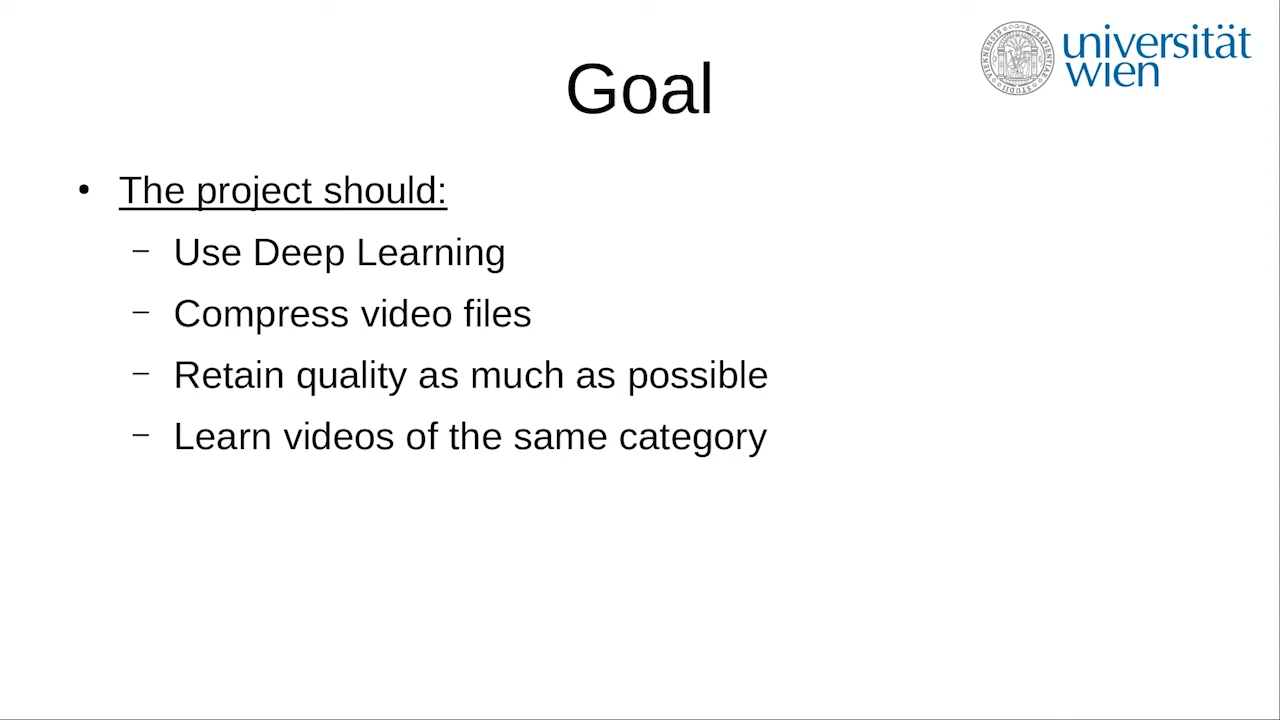 universität
wien
Goal
• The project should:
– Use Deep Learning
– Compress video files
– Retain quality as much as possible
– Learn videos of the same category